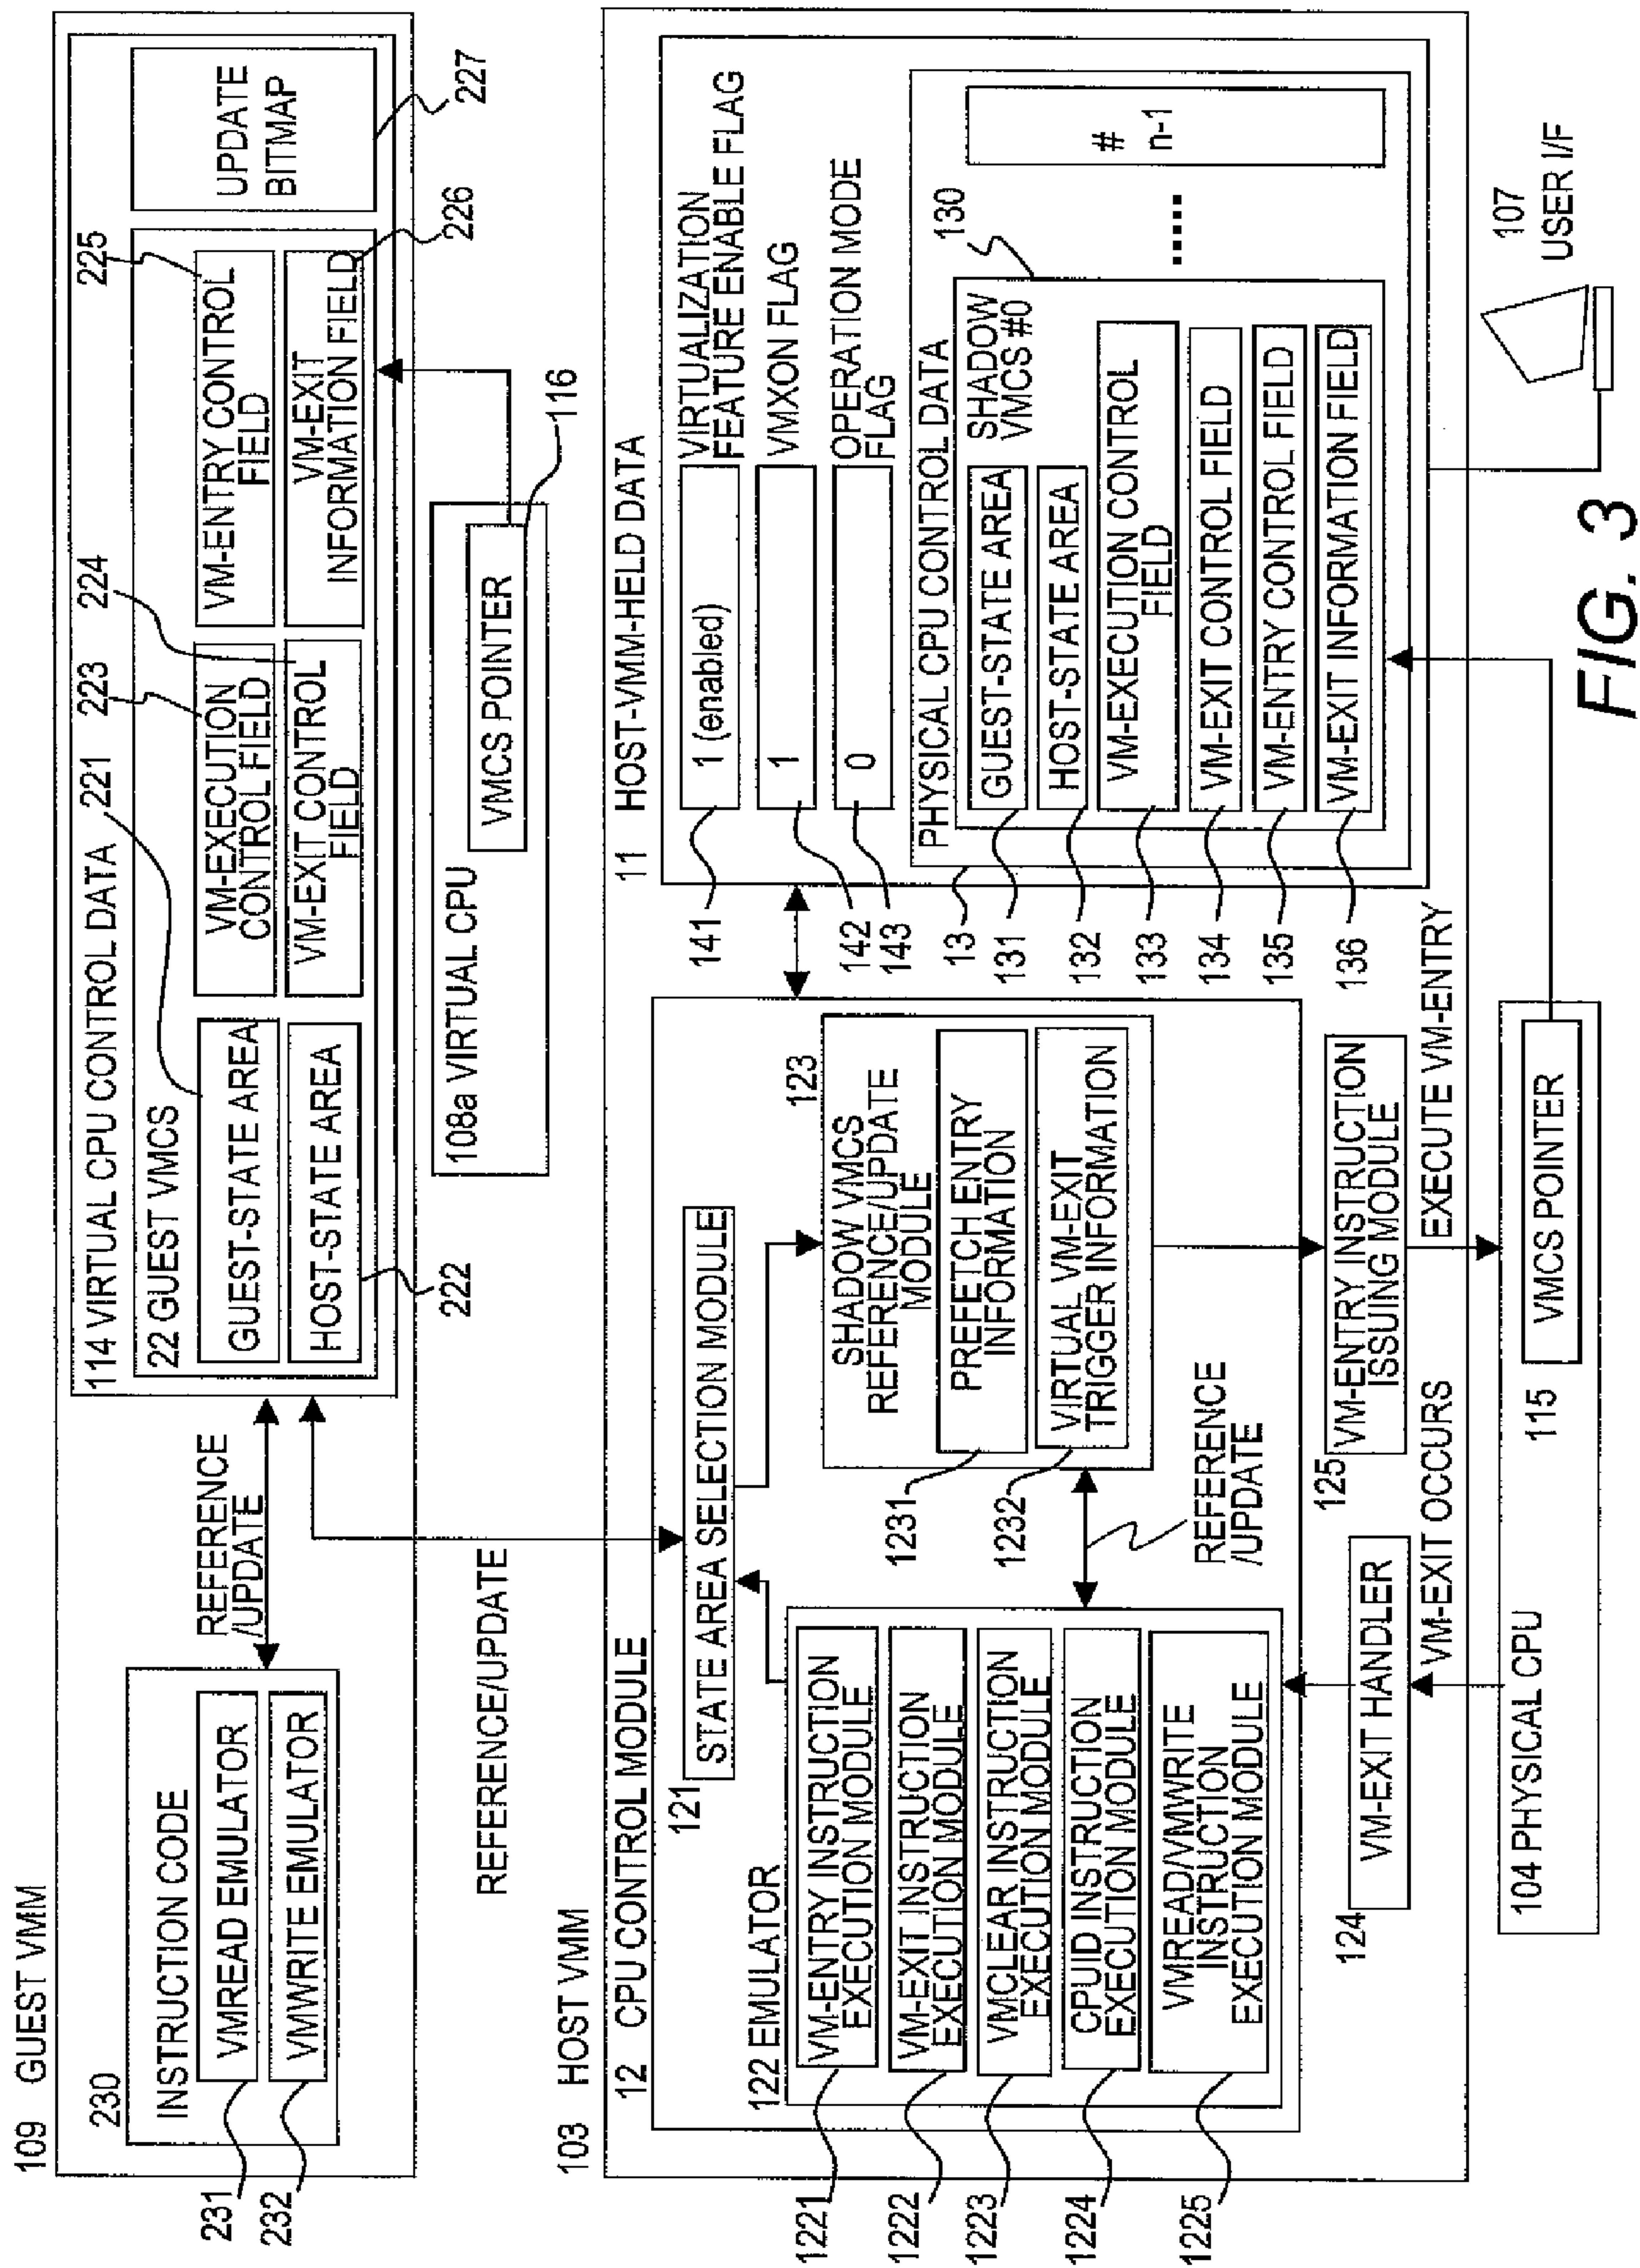 109 GUEST VMM
230
INSTRUCTION CODE
VMREAD EMULATOR
VMWRITE EMULATOR
231
232
REFERENCE
/UPDATE
114 VIRTUAL CPU CONTROL DATA
22 GUEST VMCS
221
GUEST-STATE AREA
HOST-STATE AREA
222
223
VM-EXECUTION
CONTROL FIELD
224
VM-EXIT CONTROL
FIELD
225
VM-ENTRY CONTROL
FIELD
VM-EXIT
INFORMATION FIELD
226
UPDATE
BITMAP
227
108a VIRTUAL CPU
VMCS POINTER
116
REFERENCE/UPDATE
103 HOST VMM
12 CPU CONTROL MODULE
121
STATE AREA SELECTION MODULE
122 EMULATOR
VM-ENTRY INSTRUCTION
EXECUTION MODULE
VM-EXIT INSTRUCTION
EXECUTION MODULE
VMCLEAR INSTRUCTION
EXECUTION MODULE
CPUID INSTRUCTION
EXECUTION MODULE
VMREAD/VMWRITE
INSTRUCTION
EXECUTION MODULE
1221
1222
1223
1224
1225
123
SHADOW VMCS
REFERENCE/UPDATE
MODULE
PREFETCH ENTRY
INFORMATION
VIRTUAL VM-EXIT
TRIGGER INFORMATION
1231
1232
REFERENCE
/UPDATE
124
VM-EXIT HANDLER
VM-EXIT OCCURS
125
VM-ENTRY INSTRUCTION
ISSUING MODULE
EXECUTE VM-ENTRY
104 PHYSICAL CPU
115
VMCS POINTER
11 HOST-VMM-HELD DATA
141
1 (enabled)
VIRTUALIZATION
FEATURE ENABLE FLAG
142
1
VMXON FLAG
143
0
OPERATION MODE
FLAG
13
PHYSICAL CPU CONTROL DATA
130
SHADOW
VMCS #0
GUEST-STATE AREA
HOST-STATE AREA
VM-EXECUTION CONTROL
FIELD
VM-EXIT CONTROL FIELD
VM-ENTRY CONTROL FIELD
VM-EXIT INFORMATION FIELD
131
132
133
134
135
136
......
#
n-1
107
USER I/F
FIG. 3